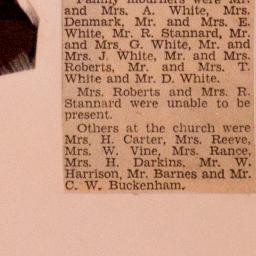 Family mourners were Mr.
and Mrs. White, Mrs.
Denmark, Mr. and Mrs. E.
White, Mr. R. Stannard, Mr.
and Mrs. G. White, Mr. and
Mrs. J. White, Mr. and Mrs.
Roberts, Mr. and Mrs. T.
White and Mr. D. White.
Mrs. Roberts and Mrs. R.
Stannard were unable to be
present.
Others at the church were
Mrs. H. Carter, Mrs. Reeve,
Mrs. W. Vine, Mrs. Rance,
Mrs. H. Darkins, Mr. W.
Harrison, Mr. Barnes and Mr.
C. W. Buckenham.